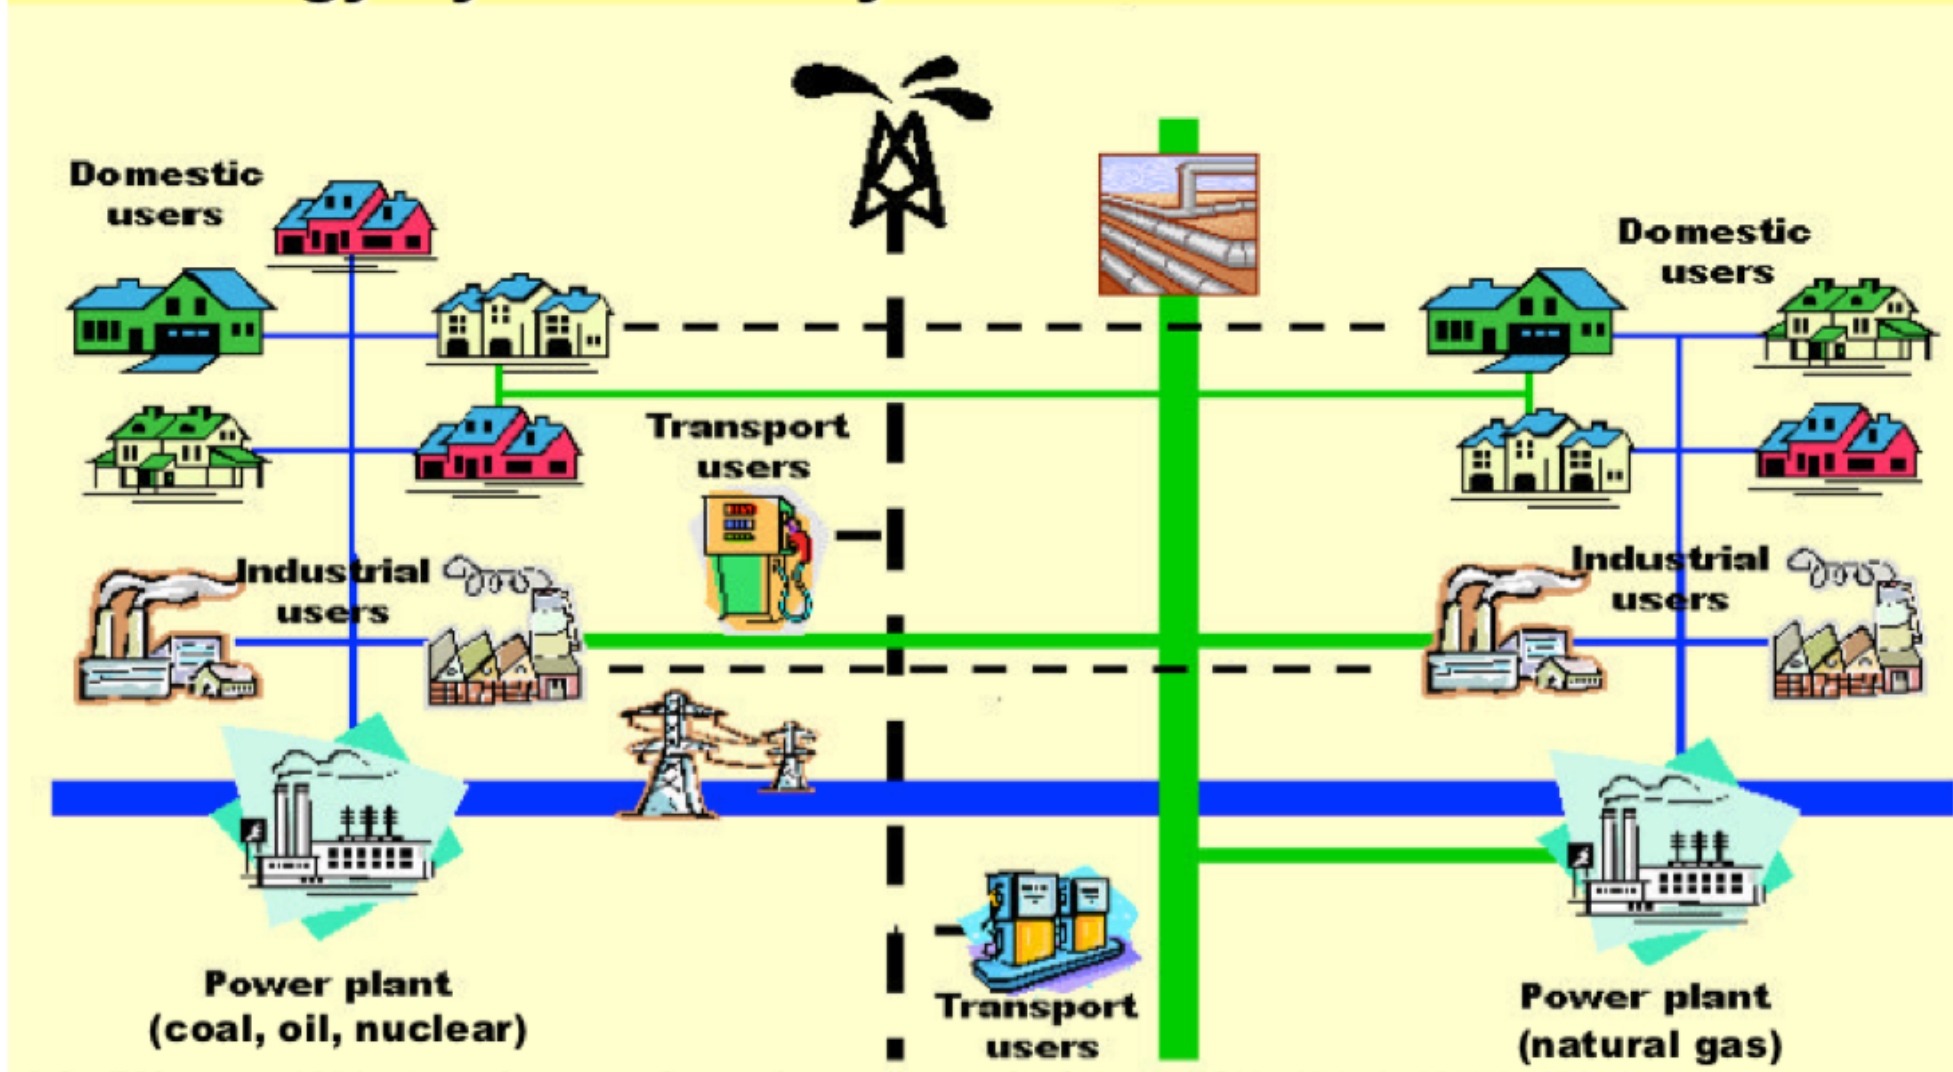 Domestic
users
Domestic
users
Transport
users
Industrial
users
Industrial
users
Power plant
(coal, oil, nuclear)
Transport
users
Power plant
(natural gas)